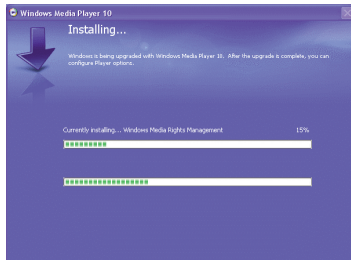 Windows Media Player 10
Installing...
Windows is being upgraded with Windows Media Player 10. After the upgrade is complete, you can
configure Player options.
Currently installing... Windows Media Rights Management 15%